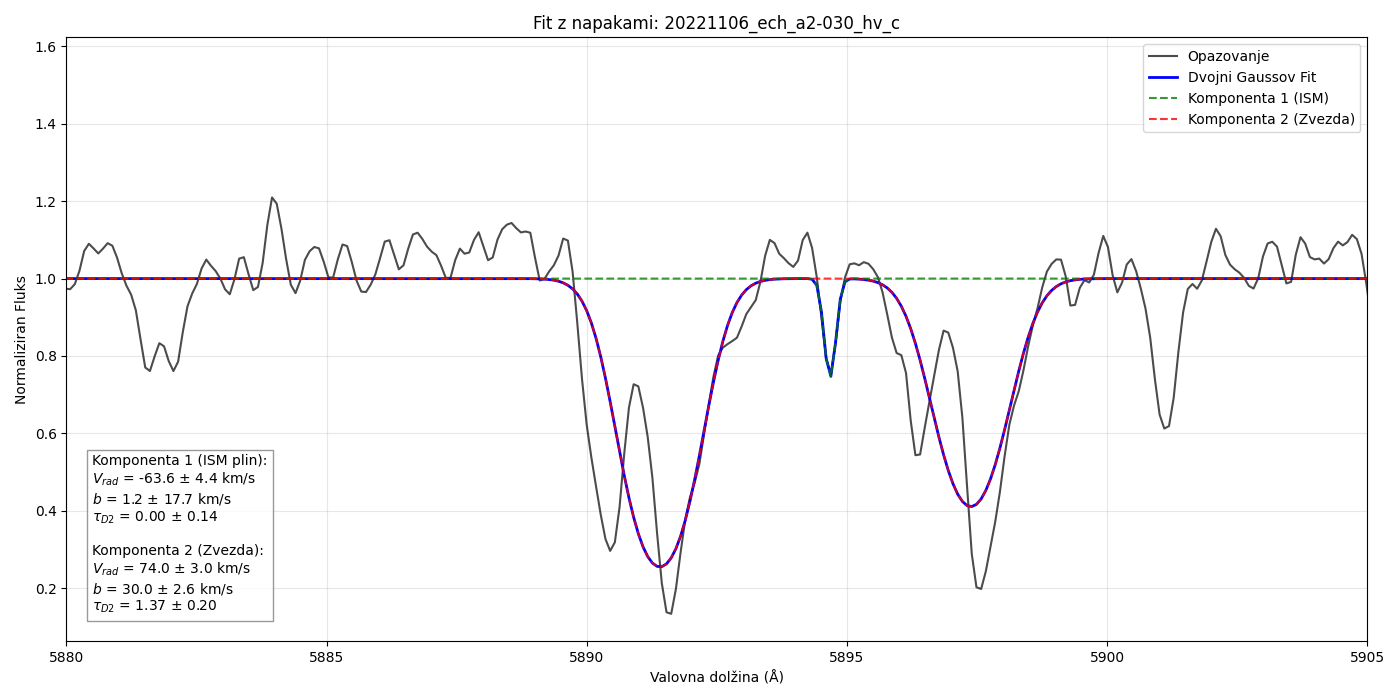 Fit z napakami: 20221106_ech_a2-030_hv_c
Normaliziran Fluks
1.6
1.4
1.2
1.0
0.8
0.6
0.4
0.2
Opazovanje
Dvojni Gaussov Fit
Komponenta 1 (ISM)
Komponenta 2 (Zvezda)
Komponenta 1 (ISM plin):
V_rad = -63.6 ± 4.4 km/s
b = 1.2 ± 17.7 km/s
τ_D2 = 0.00 ± 0.14
Komponenta 2 (Zvezda):
V_rad = 74.0 ± 3.0 km/s
b = 30.0 ± 2.6 km/s
τ_D2 = 1.37 ± 0.20
5880 5885 5890 5895 5900 5905
Valovna dolžina (Å)